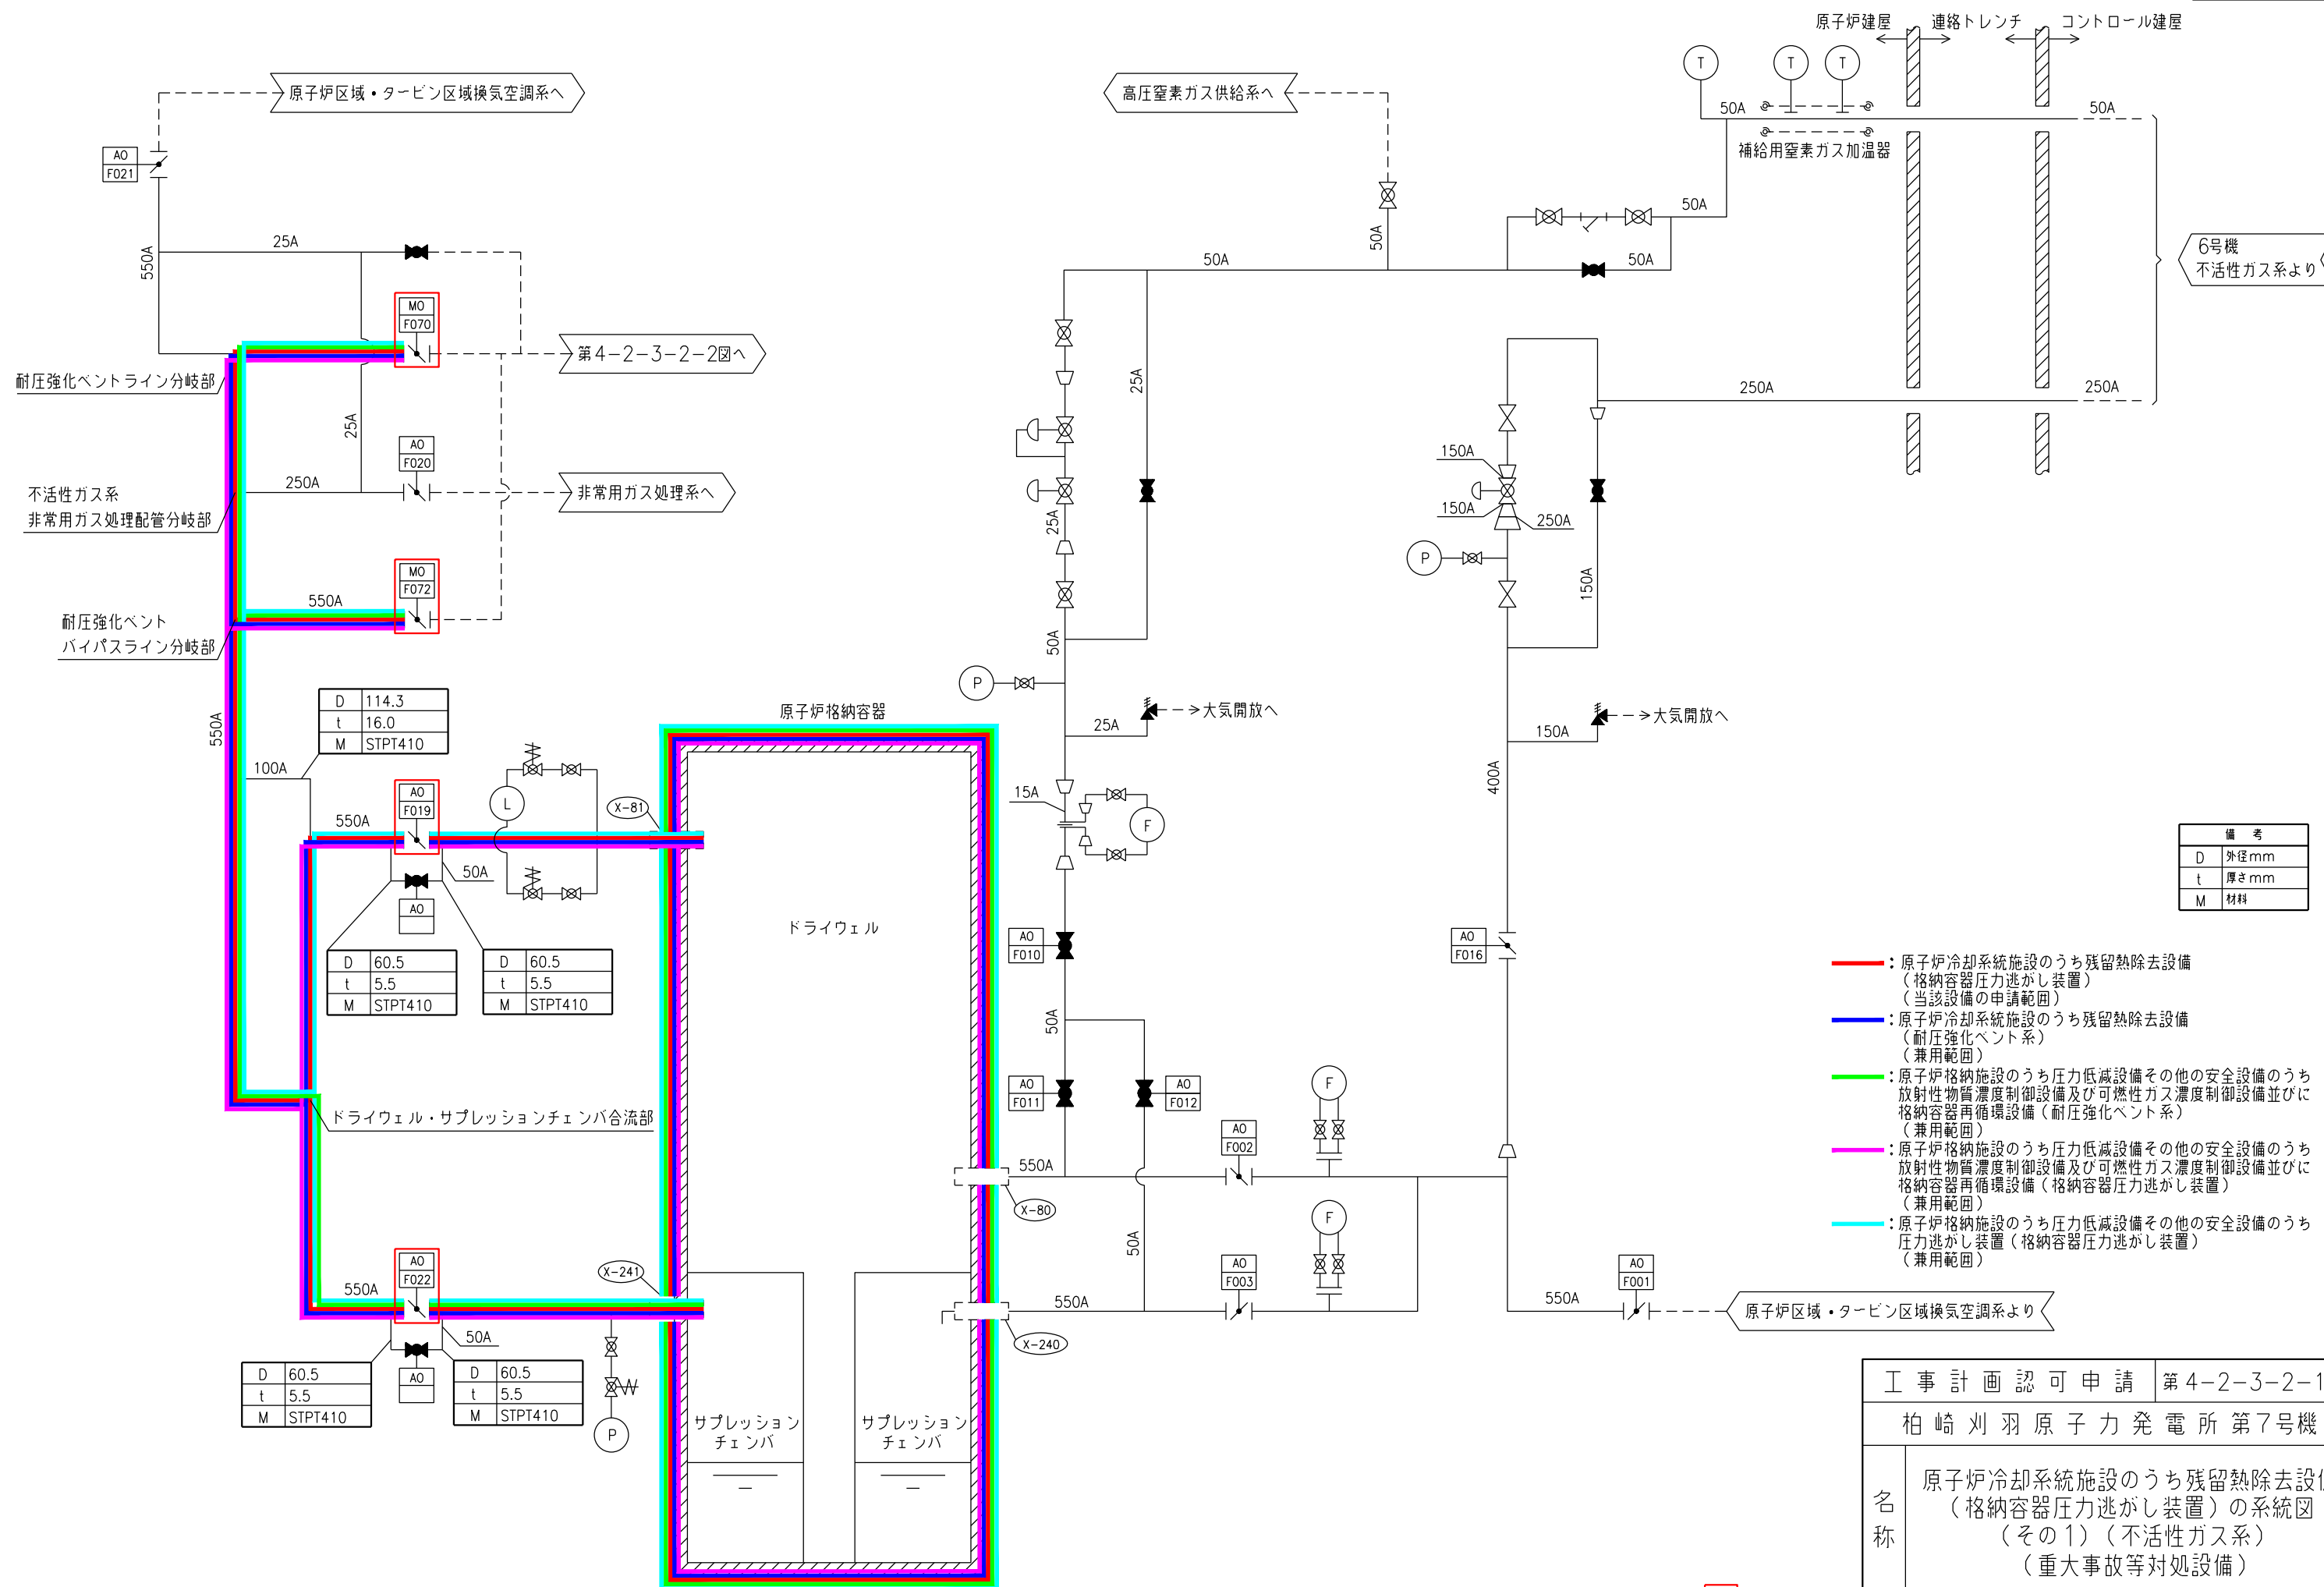 原子炉建屋
連絡トレンチ
コントロール建屋
T
T
T
原子炉区域・タービン区域換気空調系へ
高圧窒素ガス供給系へ
50A
50A
補給用窒素ガス加温器
AO
F021
50A
50A
6号機
不活性ガス系より
25A
550A
50A
50A
MO
F070
第4-2-3-2-2図へ
耐圧強化ベントライン分岐部
25A
250A
250A
25A
AO
F020
150A
不活性ガス系
250A
非常用ガス処理系へ
非常用ガス処理配管分岐部
25A
150A
250A
P
MO
F072
150A
550A
耐圧強化ベント
バイパスライン分岐部
50A
P
D 114.3
t 16.0
M STPT410
原子炉格納容器
大気開放へ
大気開放へ
550A
25A
150A
100A
400A
AO
F019
L
X-81
15A
F
550A
50A
備 考
D 外径mm
t 厚さmm
M 材料
AO
ドライウェル
AO
F010
AO
F016
D 60.5
t 5.5
M STPT410
D 60.5
t 5.5
M STPT410
:原子炉冷却系統施設のうち残留熱除去設備
(格納容器圧力逃がし装置)
(当該設備の申請範囲)
:原子炉冷却系統施設のうち残留熱除去設備
(耐圧強化ベント系)
(兼用範囲)
:原子炉格納施設のうち圧力低減設備その他の安全設備のうち
放射性物質濃度制御設備及び可燃性ガス濃度制御設備並びに
格納容器再循環設備(耐圧強化ベント系)
(兼用範囲)
:原子炉格納施設のうち圧力低減設備その他の安全設備のうち
放射性物質濃度制御設備及び可燃性ガス濃度制御設備並びに
格納容器再循環設備(格納容器圧力逃がし装置)
(兼用範囲)
:原子炉格納施設のうち圧力低減設備その他の安全設備のうち
圧力逃がし装置(格納容器圧力逃がし装置)
(兼用範囲)
50A
AO
F011
AO
F012
F
ドライウェル・サプレッションチェンバ合流部
AO
F002
550A
X-80
F
50A
AO
F022
X-241
550A
AO
F003
AO
F001
550A
550A
原子炉区域・タービン区域換気空調系より
50A
X-240
AO
D 60.5
t 5.5
M STPT410
D 60.5
t 5.5
M STPT410
P
サプレッション
チェンバ
サプレッション
チェンバ
工事計画認可申請 第4-2-3-2-1
柏崎刈羽原子力発電所第7号機
名称
原子炉冷却系統施設のうち残留熱除去設
(格納容器圧力逃がし装置)の系統図
(その1)(不活性ガス系)
(重大事故等対処設備)